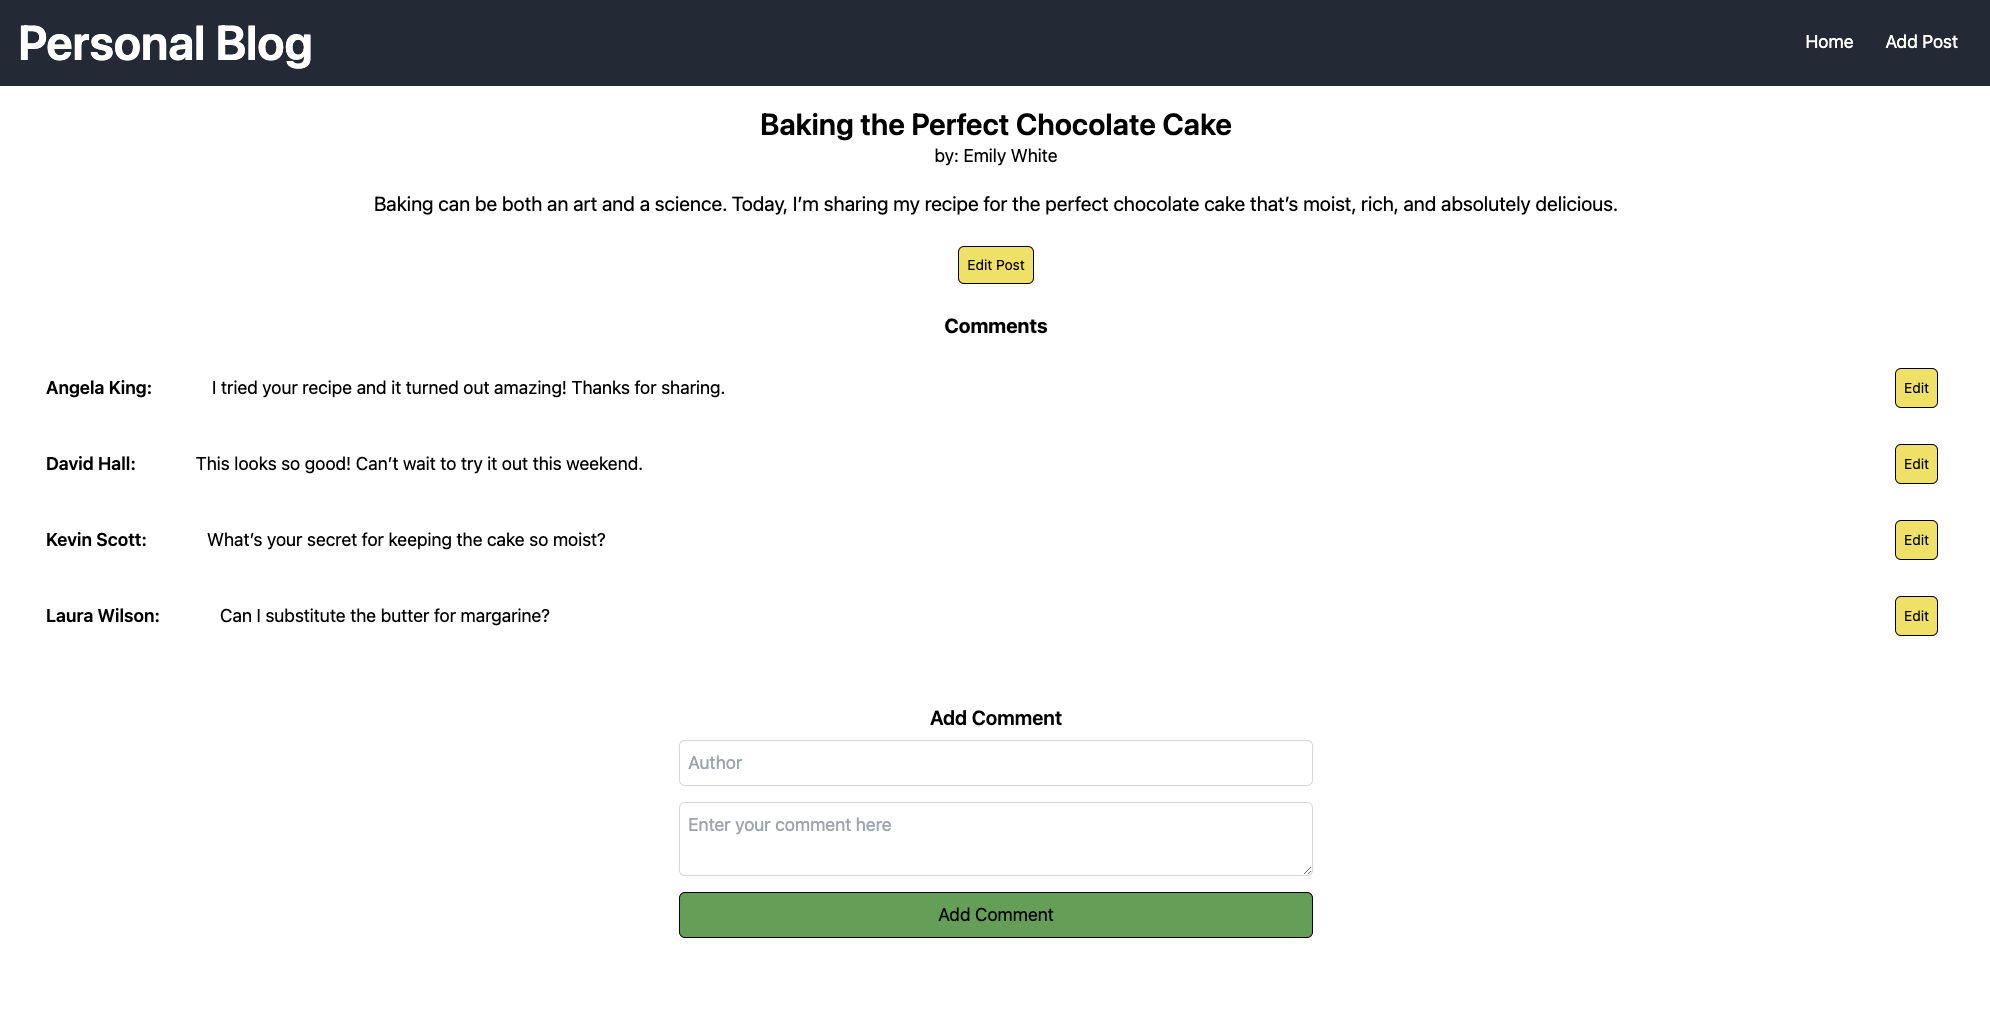 Personal Blog
Home Add Post
Baking the Perfect Chocolate Cake
by: Emily White
Baking can be both an art and a science. Today, I’m sharing my recipe for the perfect chocolate cake that’s moist, rich, and absolutely delicious.
Edit Post
Comments
Angela King: I tried your recipe and it turned out amazing! Thanks for sharing. Edit
David Hall: This looks so good! Can’t wait to try it out this weekend. Edit
Kevin Scott: What’s your secret for keeping the cake so moist? Edit
Laura Wilson: Can I substitute the butter for margarine? Edit
Add Comment
Author
Enter your comment here
Add Comment